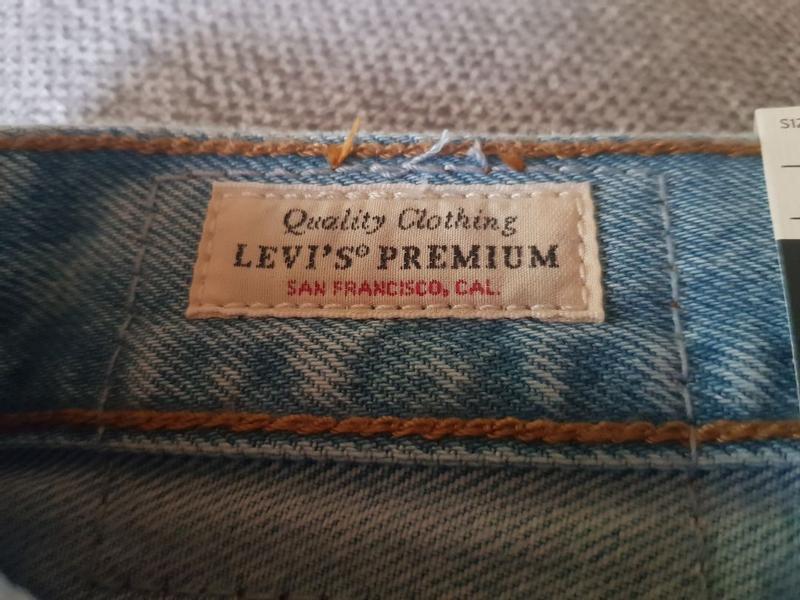 Quality Clothing
LEVI'S® PREMIUM
SAN FRANCISCO, CAL.